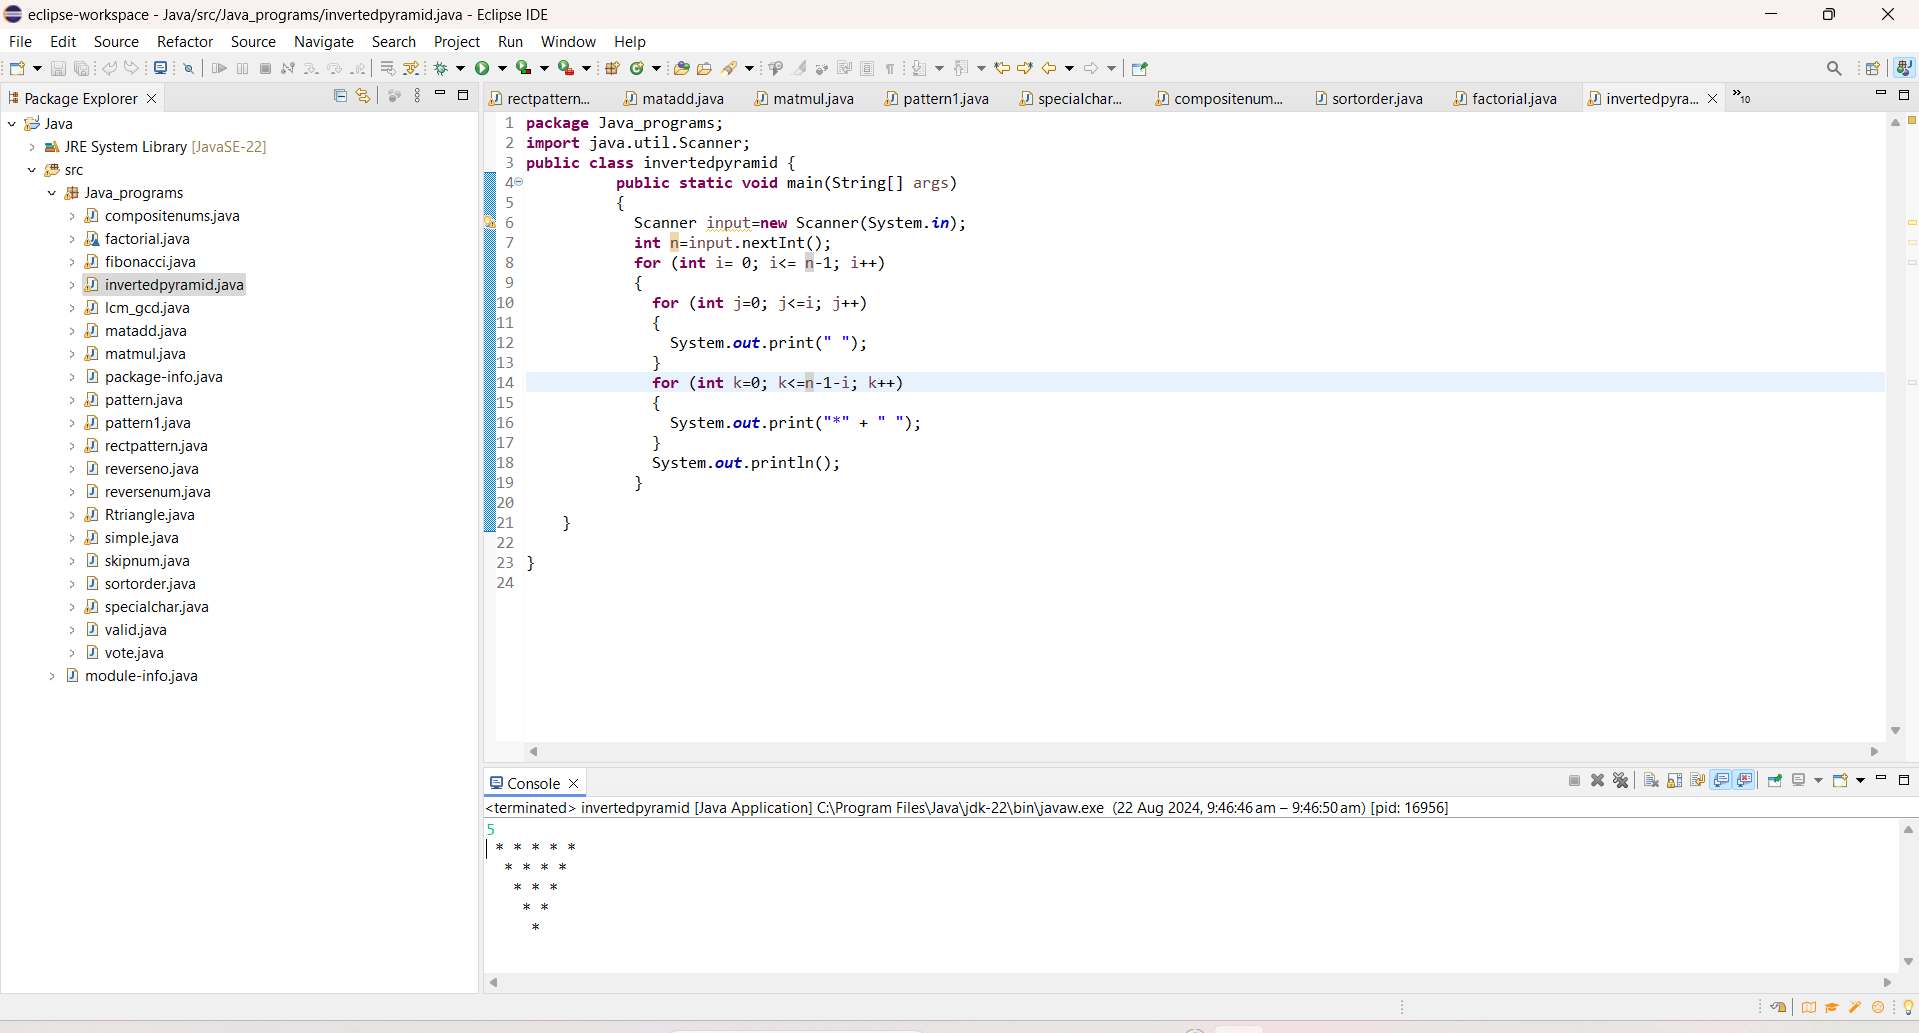 eclipse-workspace - Java/src/Java_programs/invertedpyramid.java - Eclipse IDE
File Edit Source Refactor Source Navigate Search Project Run Window Help
Package Explorer
Java
JRE System Library [JavaSE-22]
src
Java_programs
compositenums.java
factorial.java
fibonacci.java
invertedpyramid.java
lcm_gcd.java
matadd.java
matmul.java
package-info.java
pattern.java
pattern1.java
rectpattern.java
reverseno.java
reversenum.java
Rtriangle.java
simple.java
skipnum.java
sortorder.java
specialchar.java
valid.java
vote.java
module-info.java
rectpattern... matadd.java matmul.java pattern1.java specialchar... compositenum... sortorder.java factorial.java invertedpyra... »10
1 package Java_programs;
2 import java.util.Scanner;
3 public class invertedpyramid {
4 public static void main(String[] args)
5 {
6 Scanner input=new Scanner(System.in);
7 int n=input.nextInt();
8 for (int i= 0; i<= n-1; i++)
9 {
10 for (int j=0; j<=i; j++)
11 {
12 System.out.print(" ");
13 }
14 for (int k=0; k<=n-1-i; k++)
15 {
16 System.out.print("*" + " ");
17 }
18 System.out.println();
19 }
20
21 }
22
23 }
24
Console
<terminated> invertedpyramid [Java Application] C:\Program Files\Java\jdk-22\bin\javaw.exe (22 Aug 2024, 9:46:46 am – 9:46:50 am) [pid: 16956]
5
* * * * *
* * * *
* * *
* *
*